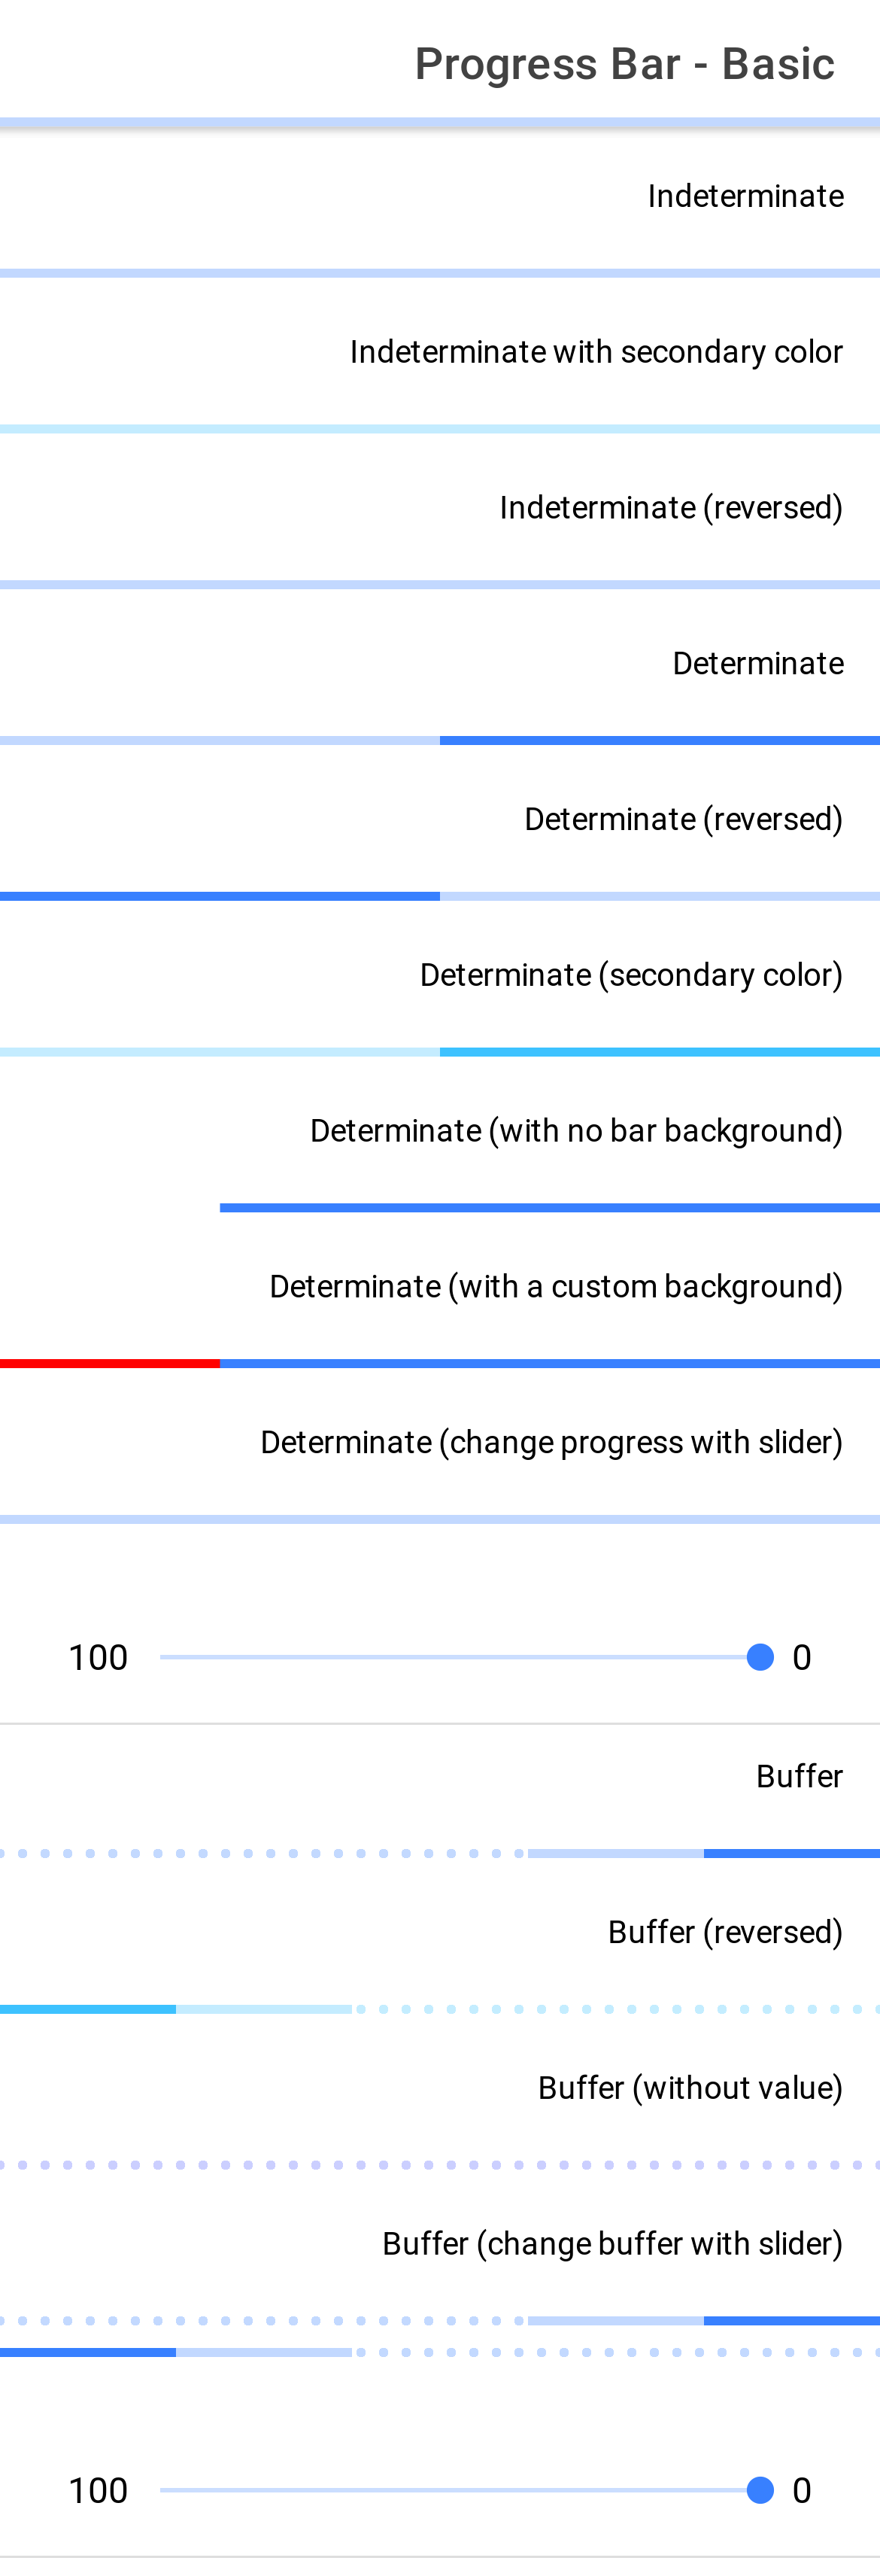 Progress Bar - Basic
Indeterminate
Indeterminate with secondary color
Indeterminate (reversed)
Determinate
Determinate (reversed)
Determinate (secondary color)
Determinate (with no bar background)
Determinate (with a custom background)
Determinate (change progress with slider)
100 0
Buffer
Buffer (reversed)
Buffer (without value)
Buffer (change buffer with slider)
100 0